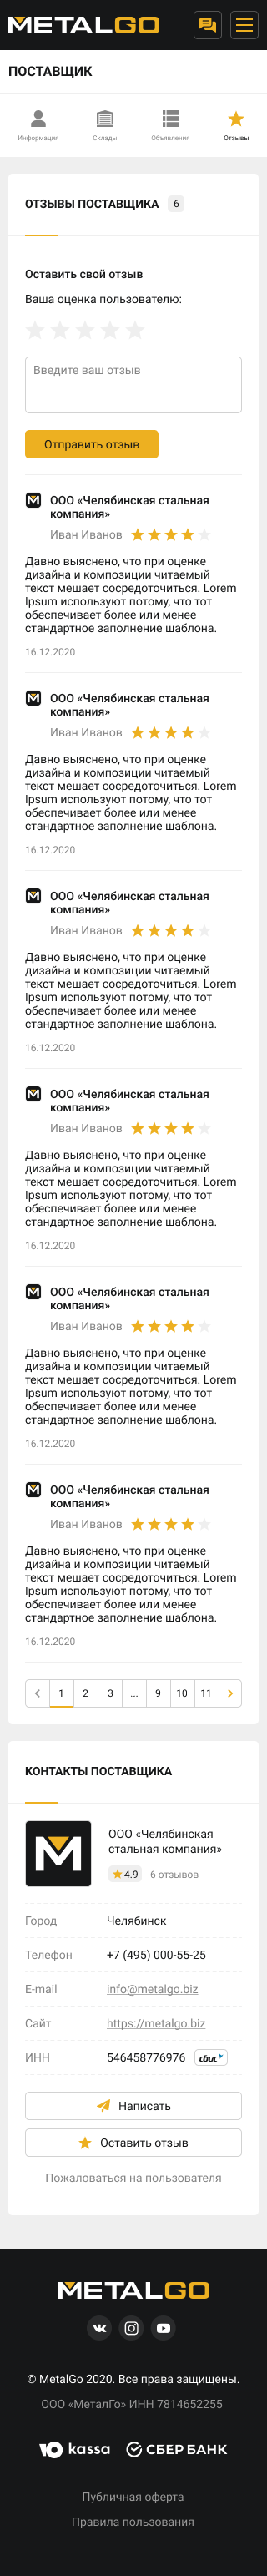 METALGO
ПОСТАВЩИК
Информация
Склады
Объявления
Отзывы
ОТЗЫВЫ ПОСТАВЩИКА 6
Оставить свой отзыв
Ваша оценка пользователю:
Введите ваш отзыв
Отправить отзыв
ООО «Челябинская стальная
компания»
Иван Иванов
Давно выяснено, что при оценке
дизайна и композиции читаемый
текст мешает сосредоточиться. Lorem
Ipsum используют потому, что тот
обеспечивает более или менее
стандартное заполнение шаблона.
16.12.2020
ООО «Челябинская стальная
компания»
Иван Иванов
Давно выяснено, что при оценке
дизайна и композиции читаемый
текст мешает сосредоточиться. Lorem
Ipsum используют потому, что тот
обеспечивает более или менее
стандартное заполнение шаблона.
16.12.2020
ООО «Челябинская стальная
компания»
Иван Иванов
Давно выяснено, что при оценке
дизайна и композиции читаемый
текст мешает сосредоточиться. Lorem
Ipsum используют потому, что тот
обеспечивает более или менее
стандартное заполнение шаблона.
16.12.2020
ООО «Челябинская стальная
компания»
Иван Иванов
Давно выяснено, что при оценке
дизайна и композиции читаемый
текст мешает сосредоточиться. Lorem
Ipsum используют потому, что тот
обеспечивает более или менее
стандартное заполнение шаблона.
16.12.2020
ООО «Челябинская стальная
компания»
Иван Иванов
Давно выяснено, что при оценке
дизайна и композиции читаемый
текст мешает сосредоточиться. Lorem
Ipsum используют потому, что тот
обеспечивает более или менее
стандартное заполнение шаблона.
16.12.2020
ООО «Челябинская стальная
компания»
Иван Иванов
Давно выяснено, что при оценке
дизайна и композиции читаемый
текст мешает сосредоточиться. Lorem
Ipsum используют потому, что тот
обеспечивает более или менее
стандартное заполнение шаблона.
16.12.2020
1 2 3 ... 9 10 11
КОНТАКТЫ ПОСТАВЩИКА
M
ООО «Челябинская
стальная компания»
4.9 6 отзывов
Город Челябинск
Телефон +7 (495) 000-55-25
E-mail info@metalgo.biz
Сайт https://metalgo.biz
ИНН 546458776976 сбис
Написать
Оставить отзыв
Пожаловаться на пользователя
METALGO
© MetalGo 2020. Все права защищены.
ООО «МеталГо» ИНН 7814652255
Ю kassa СБЕР БАНК
Публичная оферта
Правила пользования